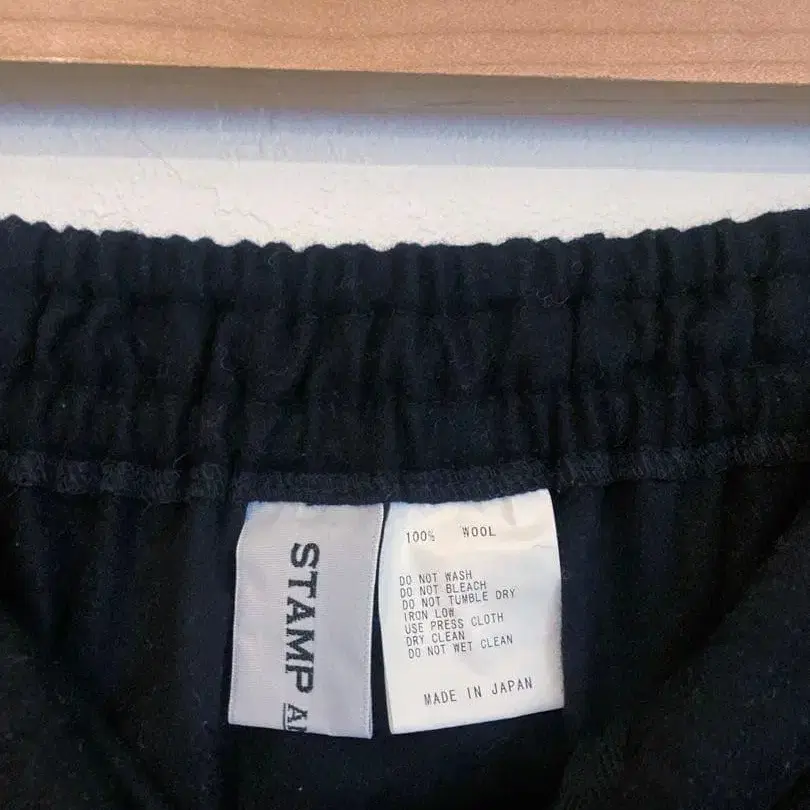 STAMP A
100% WOOL
DO NOT WASH
DO NOT BLEACH
DO NOT TUMBLE DRY
IRON LOW
USE PRESS CLOTH
DRY CLEAN
DO NOT WET CLEAN
MADE IN JAPAN